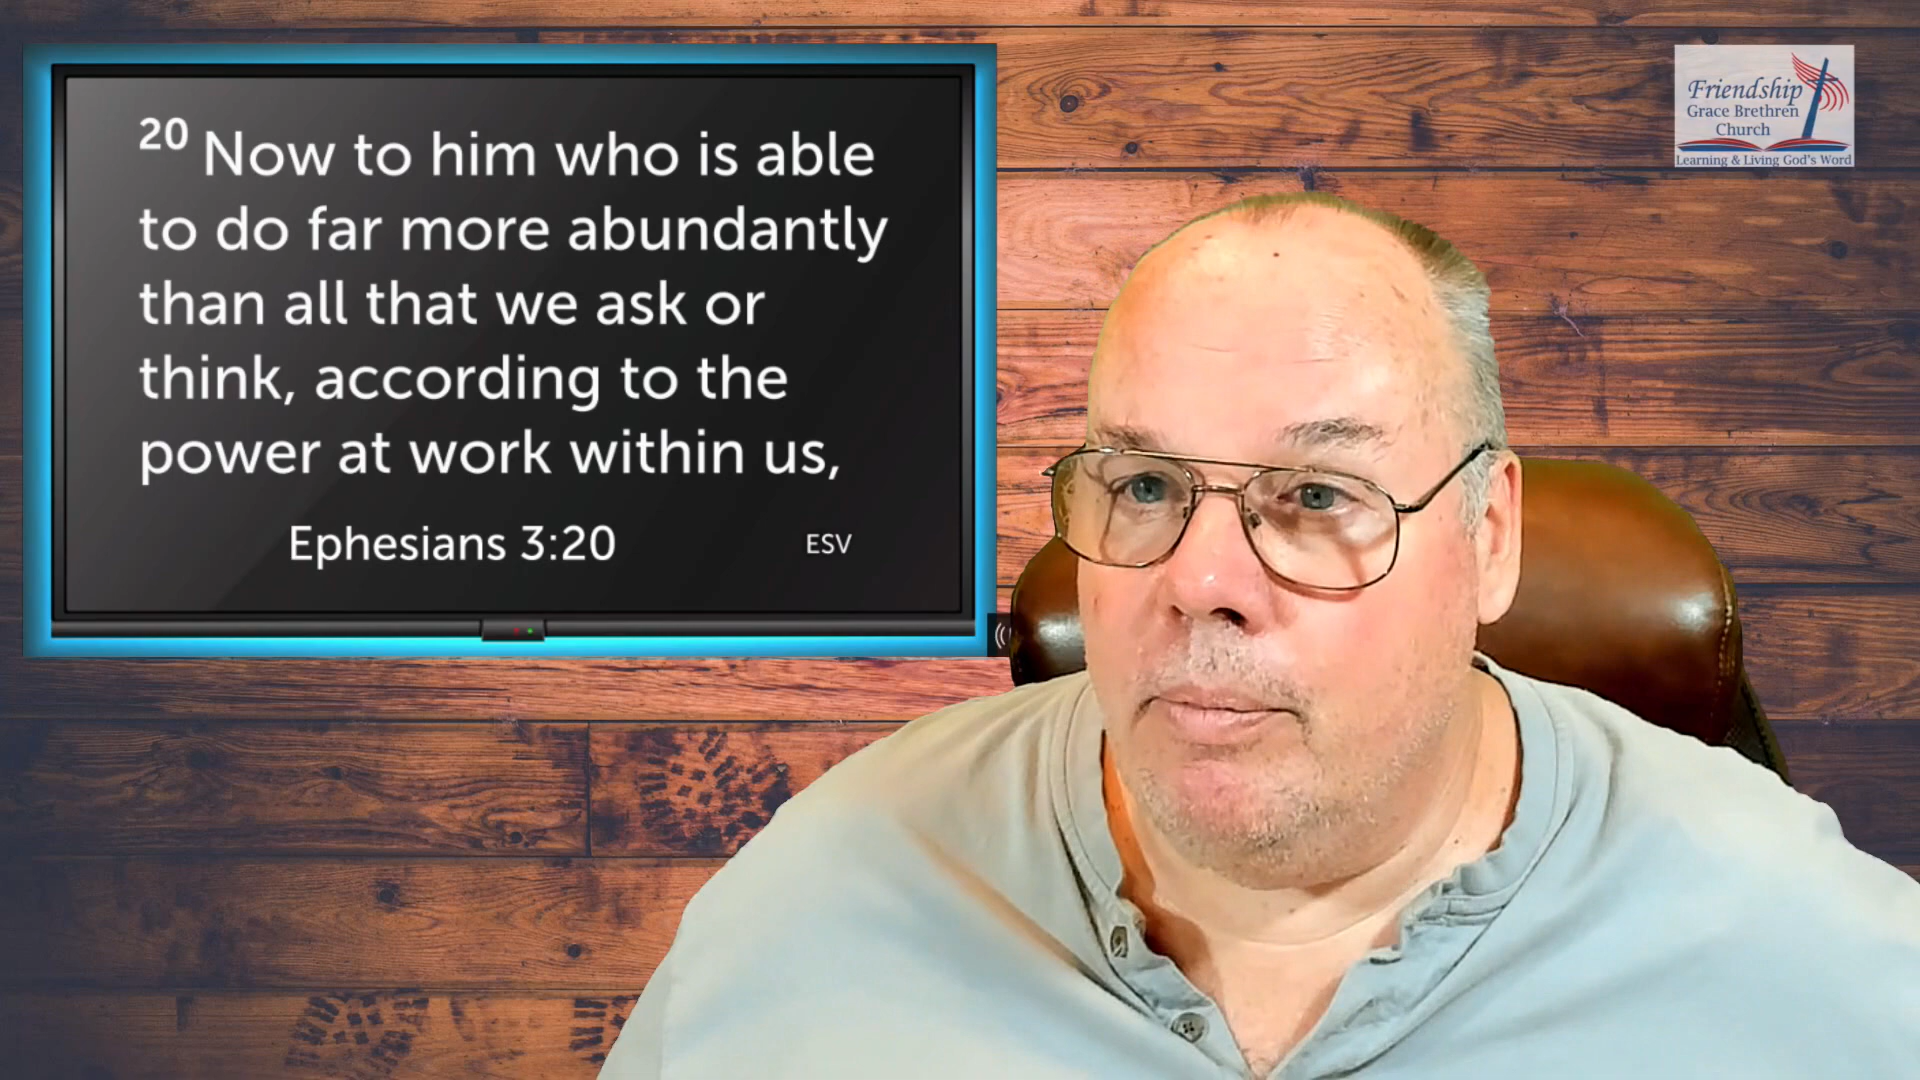 20 Now to him who is able
to do far more abundantly
than all that we ask or
think, according to the
power at work within us,
Ephesians 3:20 ESV
Friendship
Grace Brethren
Church
Learning & Living God's Word